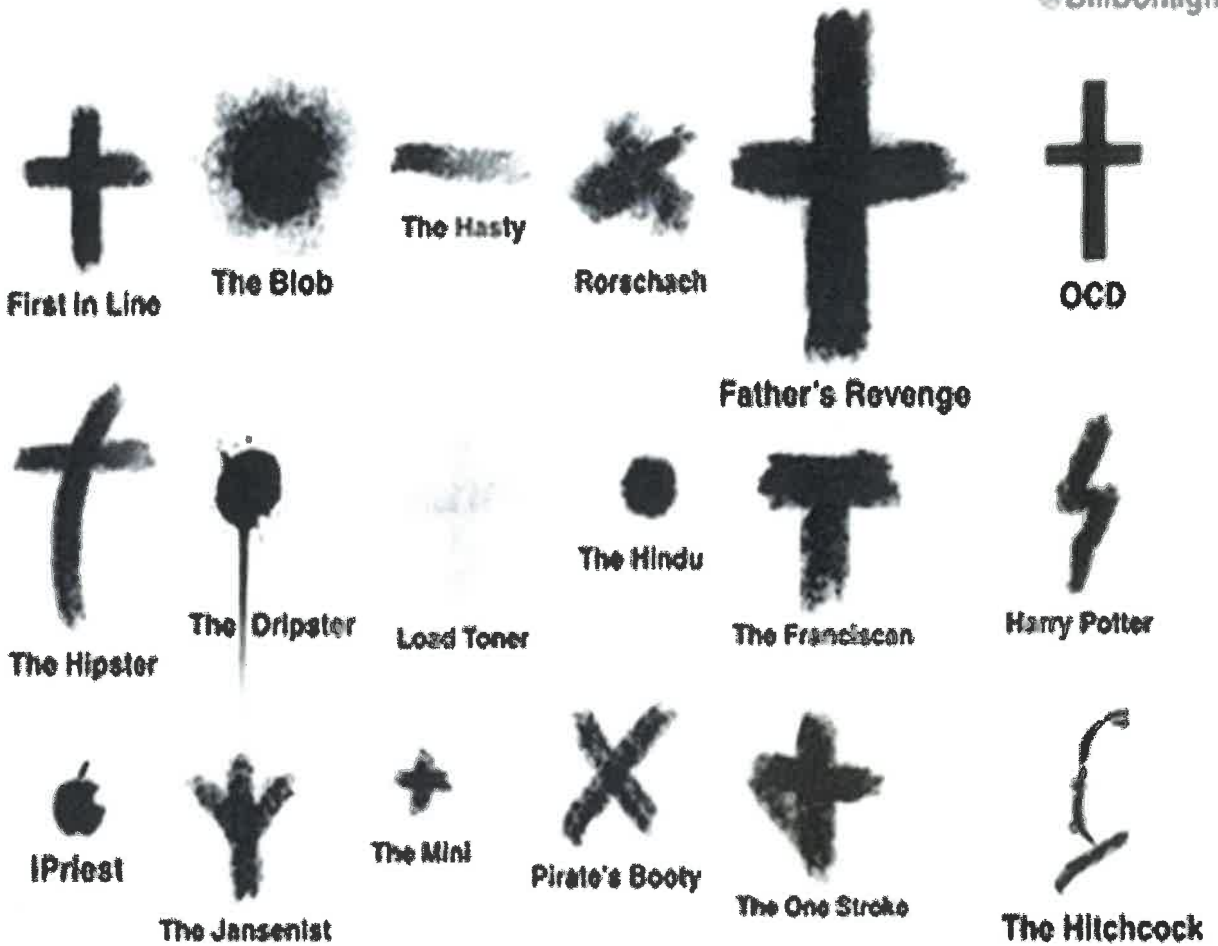 The Hasty
First in Line
The Blob
Rorschach
OCD
Father's Revenge
The Hipster
The Dripster
Load Toner
The Hindu
The Franciscan
Harry Potter
iPriest
The Jansenist
The Mini
Pirate's Booty
The One Stroke
The Hitchcock